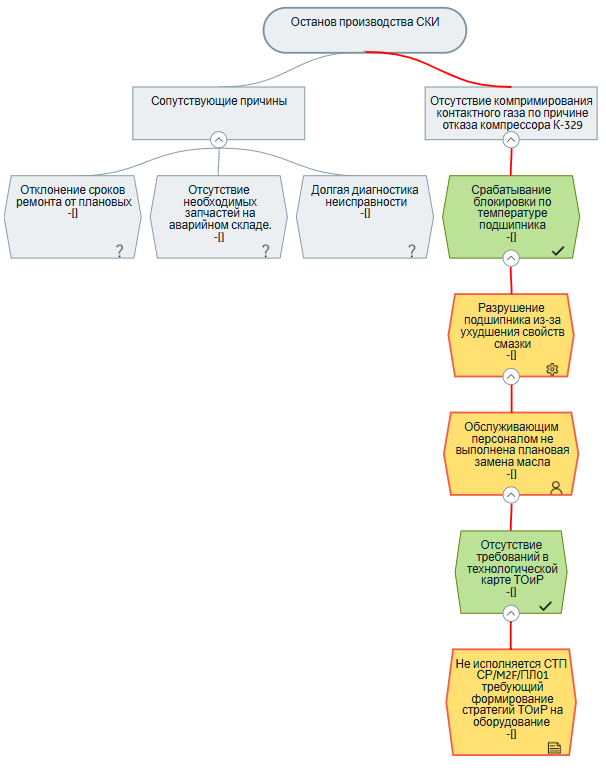 Останов производства СКИ
Сопутствующие причины
Отсутствие компримирования
контактного газа по причине
отказа компрессора К-329
Отклонение сроков
ремонта от плановых
-[]
?
Отсутствие
необходимых
запчастей на
аварийном складе.
-[]
?
Долгая диагностика
неисправности
-[]
?
Срабатывание
блокировки по
температуре
подшипника
-[]
Разрушение
подшипника из-за
ухудшения свойств
смазки
-[]
Обслуживающим
персоналом не
выполнена плановая
замена масла
-[]
Отсутствие
требований в
технологической
карте ТОиР
-[]
Не исполняется СТП
СР/М2F/ПЛ01
требующий
формирование
стратегий ТОиР на
оборудование
-[]